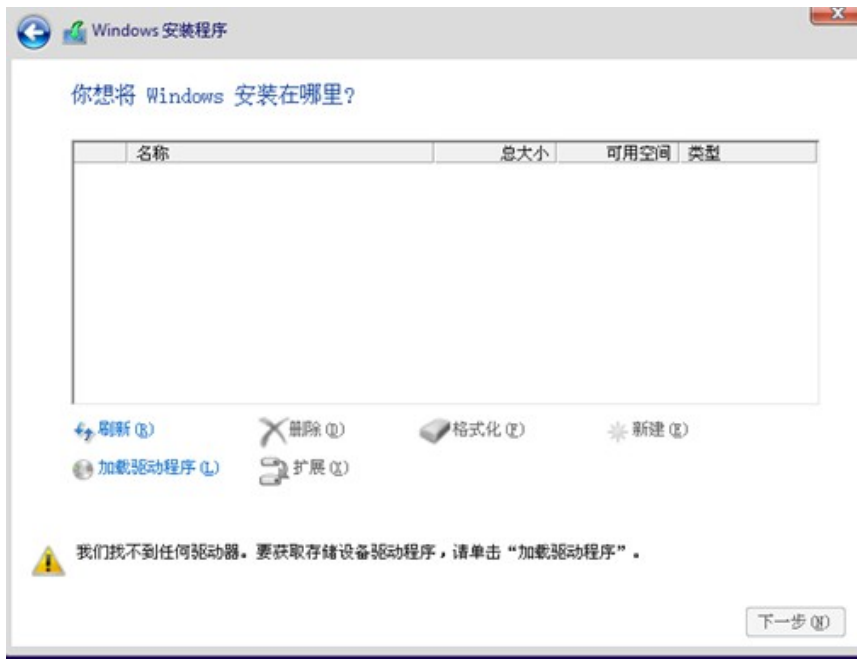 Windows 安装程序
你想将 Windows 安装在哪里?
名称 总大小 可用空间 类型
刷新(R) 删除(D) 格式化(F) 新建(E)
加载驱动程序(L) 扩展(X)
我们找不到任何驱动器。要获取存储设备驱动程序，请单击“加载驱动程序”。
下一步(N)